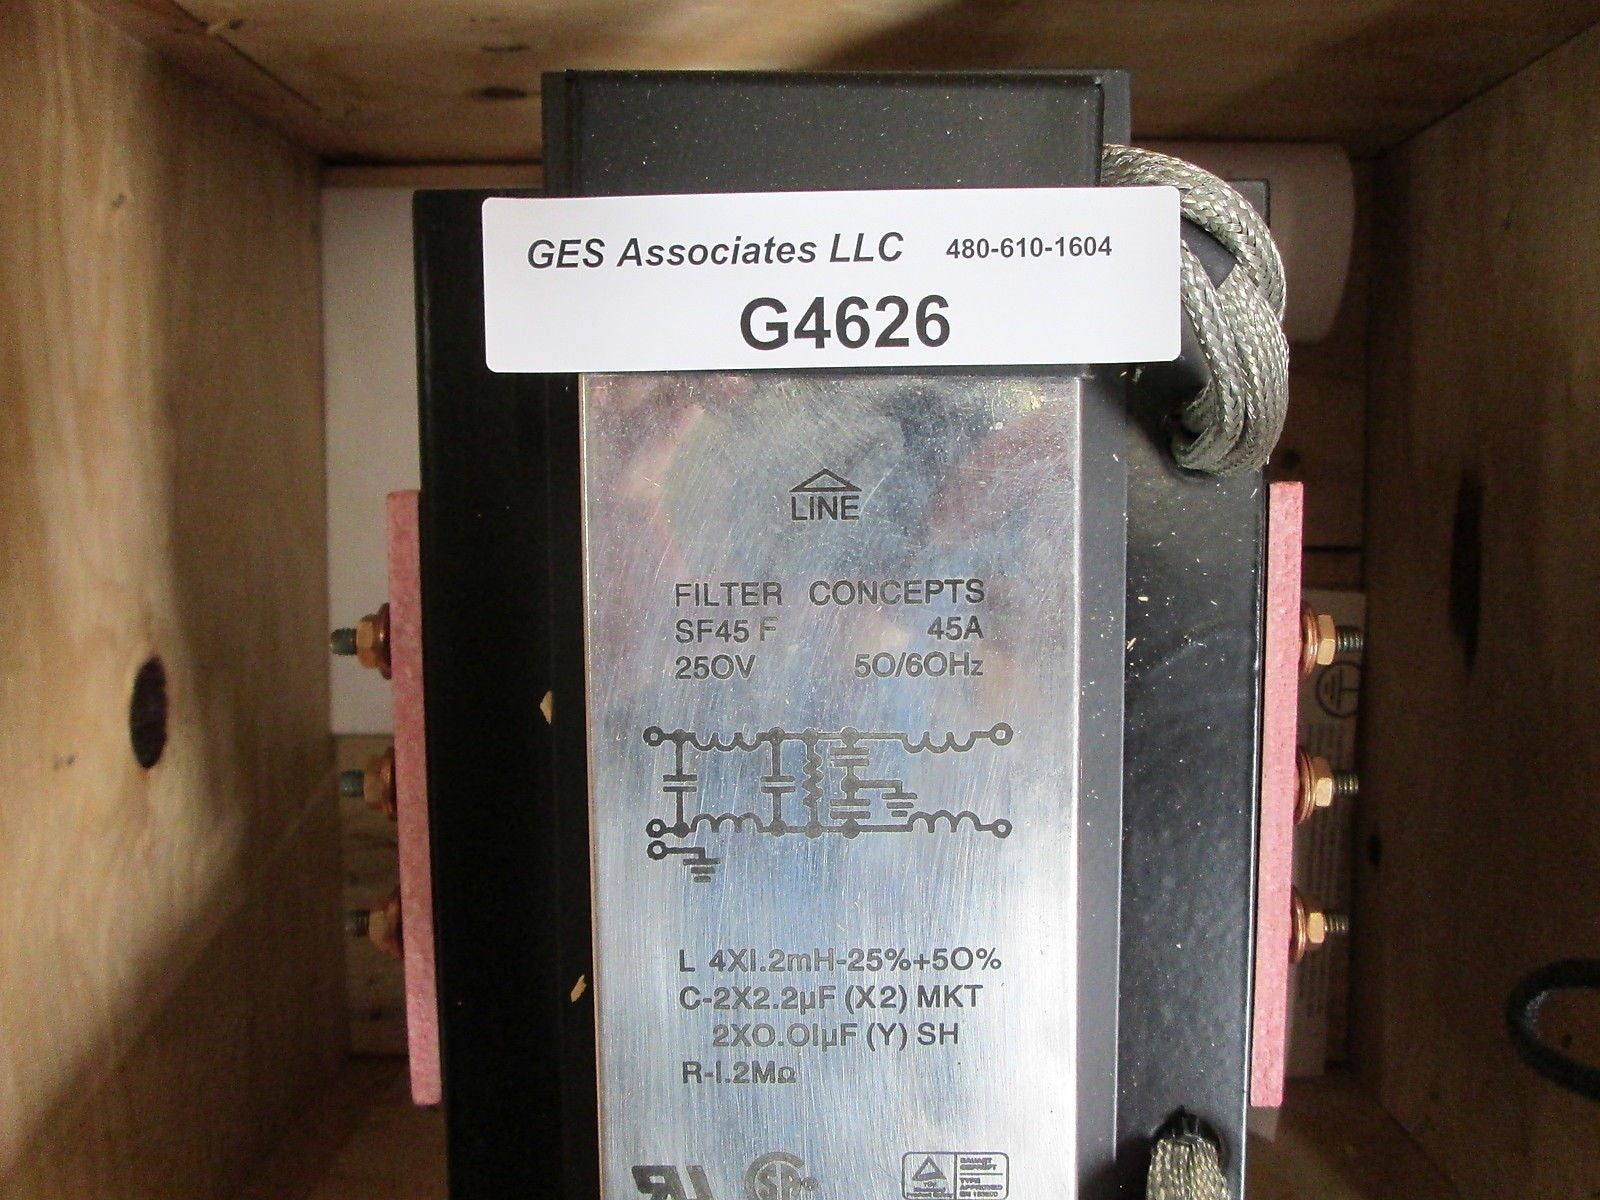 GES Associates LLC 480-610-1604
G4626
LINE
FILTER CONCEPTS
SF45 F 45A
250V 50/60Hz
L 4X1.2mH-25%+50%
C-2X2.2µF (X2) MKT
2X0.01µF (Y) SH
R-1.2MΩ